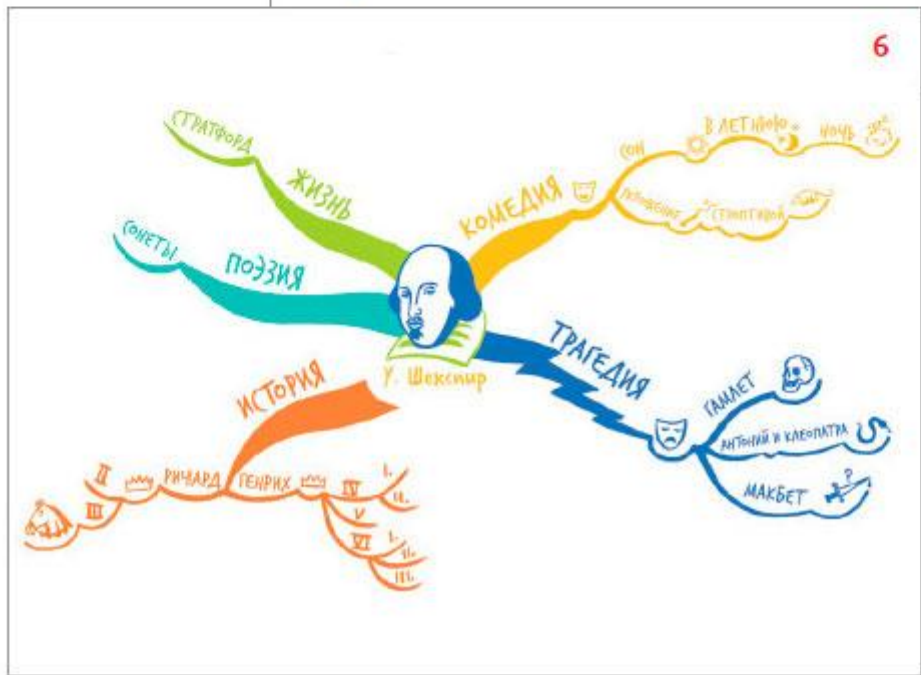 6
СТРАТФОРД
ЖИЗНЬ
СОНЕТЫ
ПОЭЗИЯ
КОМЕДИЯ
СОН
В ЛЕТНЮЮ
НОЧЬ
УКРОЩЕНИЕ
СТРОПТИВОЙ
У. Шекспир
ТРАГЕДИЯ
ГАМЛЕТ
АНТОНИЙ И КЛЕОПАТРА
МАКБЕТ
?
ИСТОРИЯ
РИЧАРД
II
III
ГЕНРИХ
IV
I.
II.
V
VI
I.
II.
III.